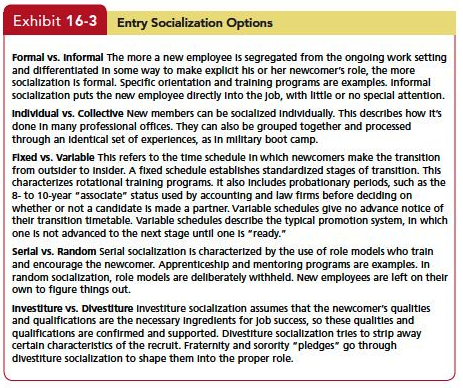 Exhibit 16-3 Entry Socialization Options
Formal vs. Informal The more a new employee is segregated from the ongoing work setting
and differentiated in some way to make explicit his or her newcomer's role, the more
socialization is formal. Specific orientation and training programs are examples. Informal
socialization puts the new employee directly into the job, with little or no special attention.
Individual vs. Collective New members can be socialized individually. This describes how it's
done in many professional offices. They can also be grouped together and processed
through an identical set of experiences, as in military boot camp.
Fixed vs. Variable This refers to the time schedule in which newcomers make the transition
from outsider to insider. A fixed schedule establishes standardized stages of transition. This
characterizes rotational training programs. It also includes probationary periods, such as the
8- to 10-year "associate" status used by accounting and law firms before deciding on
whether or not a candidate is made a partner. Variable schedules give no advance notice of
their transition timetable. Variable schedules describe the typical promotion system, in which
one is not advanced to the next stage until one is "ready."
Serial vs. Random Serial socialization is characterized by the use of role models who train
and encourage the newcomer. Apprenticeship and mentoring programs are examples. In
random socialization, role models are deliberately withheld. New employees are left on their
own to figure things out.
Investiture vs. Divestiture Investiture socialization assumes that the newcomer's qualities
and qualifications are the necessary ingredients for job success, so these qualities and
qualifications are confirmed and supported. Divestiture socialization tries to strip away
certain characteristics of the recruit. Fraternity and sorority "pledges" go through
divestiture socialization to shape them into the proper role.